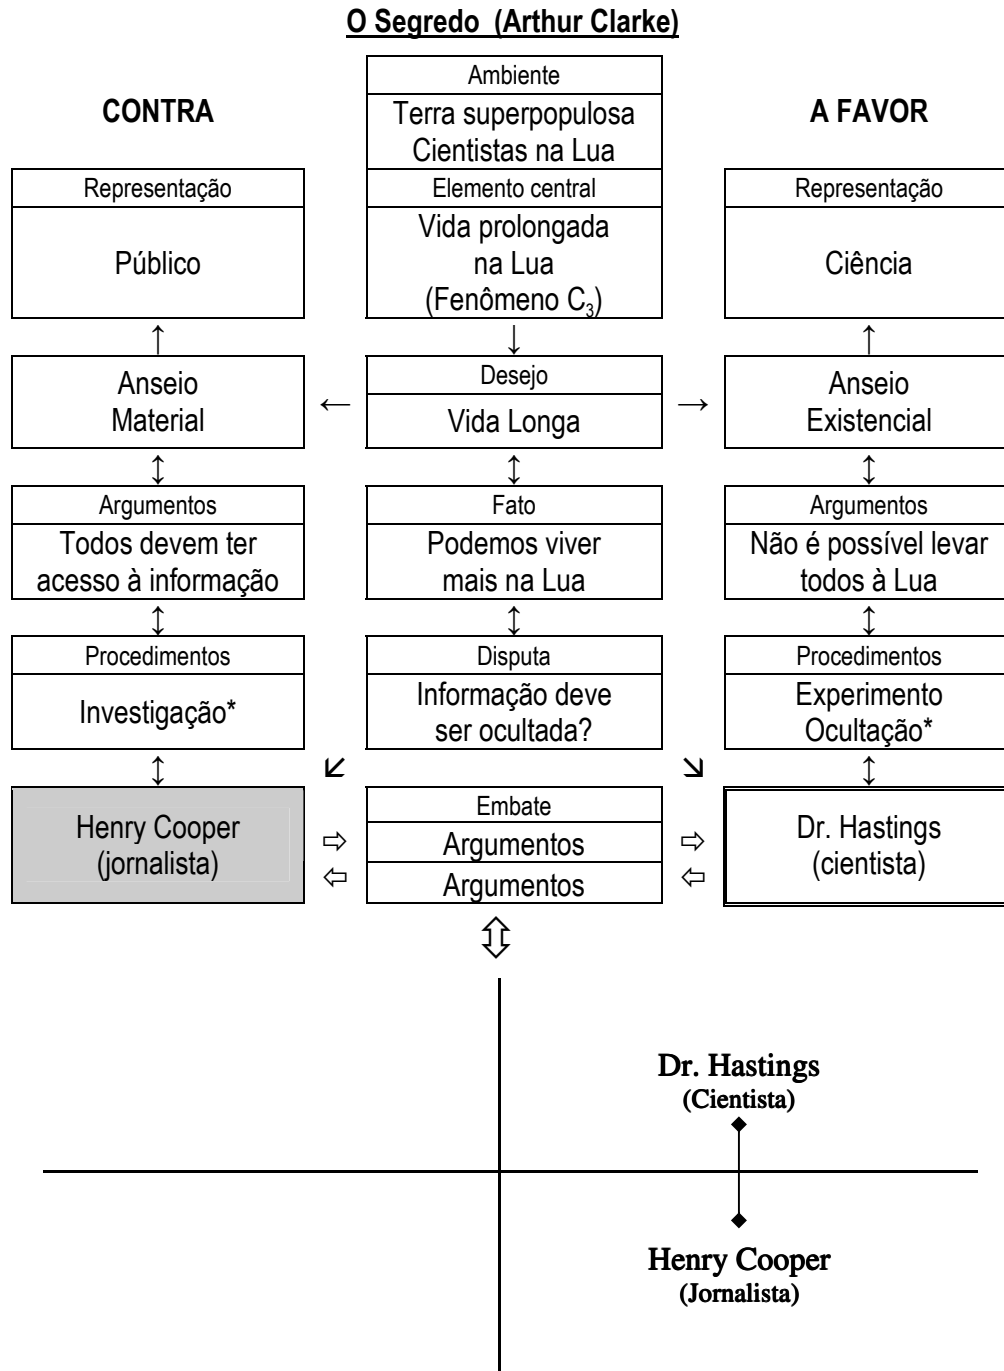 O Segredo (Arthur Clarke)
CONTRA
Ambiente
Terra superpopulosa
Cientistas na Lua
A FAVOR
Representação
Público
Elemento central
Vida prolongada
na Lua
(Fenômeno C₃)
Representação
Ciência
↑
↓
↑
Anseio
Material
←
Desejo
Vida Longa
→
Anseio
Existencial
↕
↕
↕
Argumentos
Todos devem ter
acesso à informação
Fato
Podemos viver
mais na Lua
Argumentos
Não é possível levar
todos à Lua
↕
↕
↕
Procedimentos
Investigação*
Disputa
Informação deve
ser ocultada?
Procedimentos
Experimento
Ocultação*
↕
↙
↘
↕
Henry Cooper
(jornalista)
⇨
⇦
Embate
Argumentos
Argumentos
⇨
⇦
Dr. Hastings
(cientista)
⇕
Dr. Hastings
(Cientista)
Henry Cooper
(Jornalista)